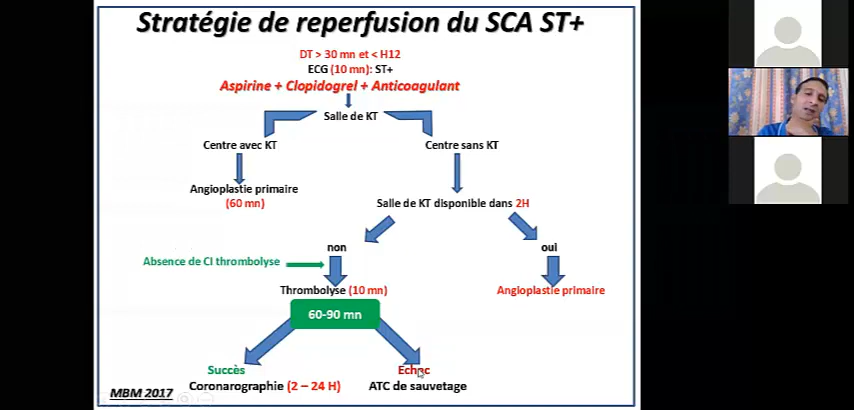 Stratégie de reperfusion du SCA ST+
DT > 30 mn et < H12
ECG (10 mn): ST+
Aspirine + Clopidogrel + Anticoagulant
Salle de KT
Centre avec KT
Centre sans KT
Angioplastie primaire
(60 mn)
Salle de KT disponible dans 2H
non
oui
Absence de CI thrombolyse
Thrombolyse (10 mn)
Angioplastie primaire
60-90 mn
Succès
Echec
Coronarographie (2 – 24 H)
ATC de sauvetage
MBM 2017